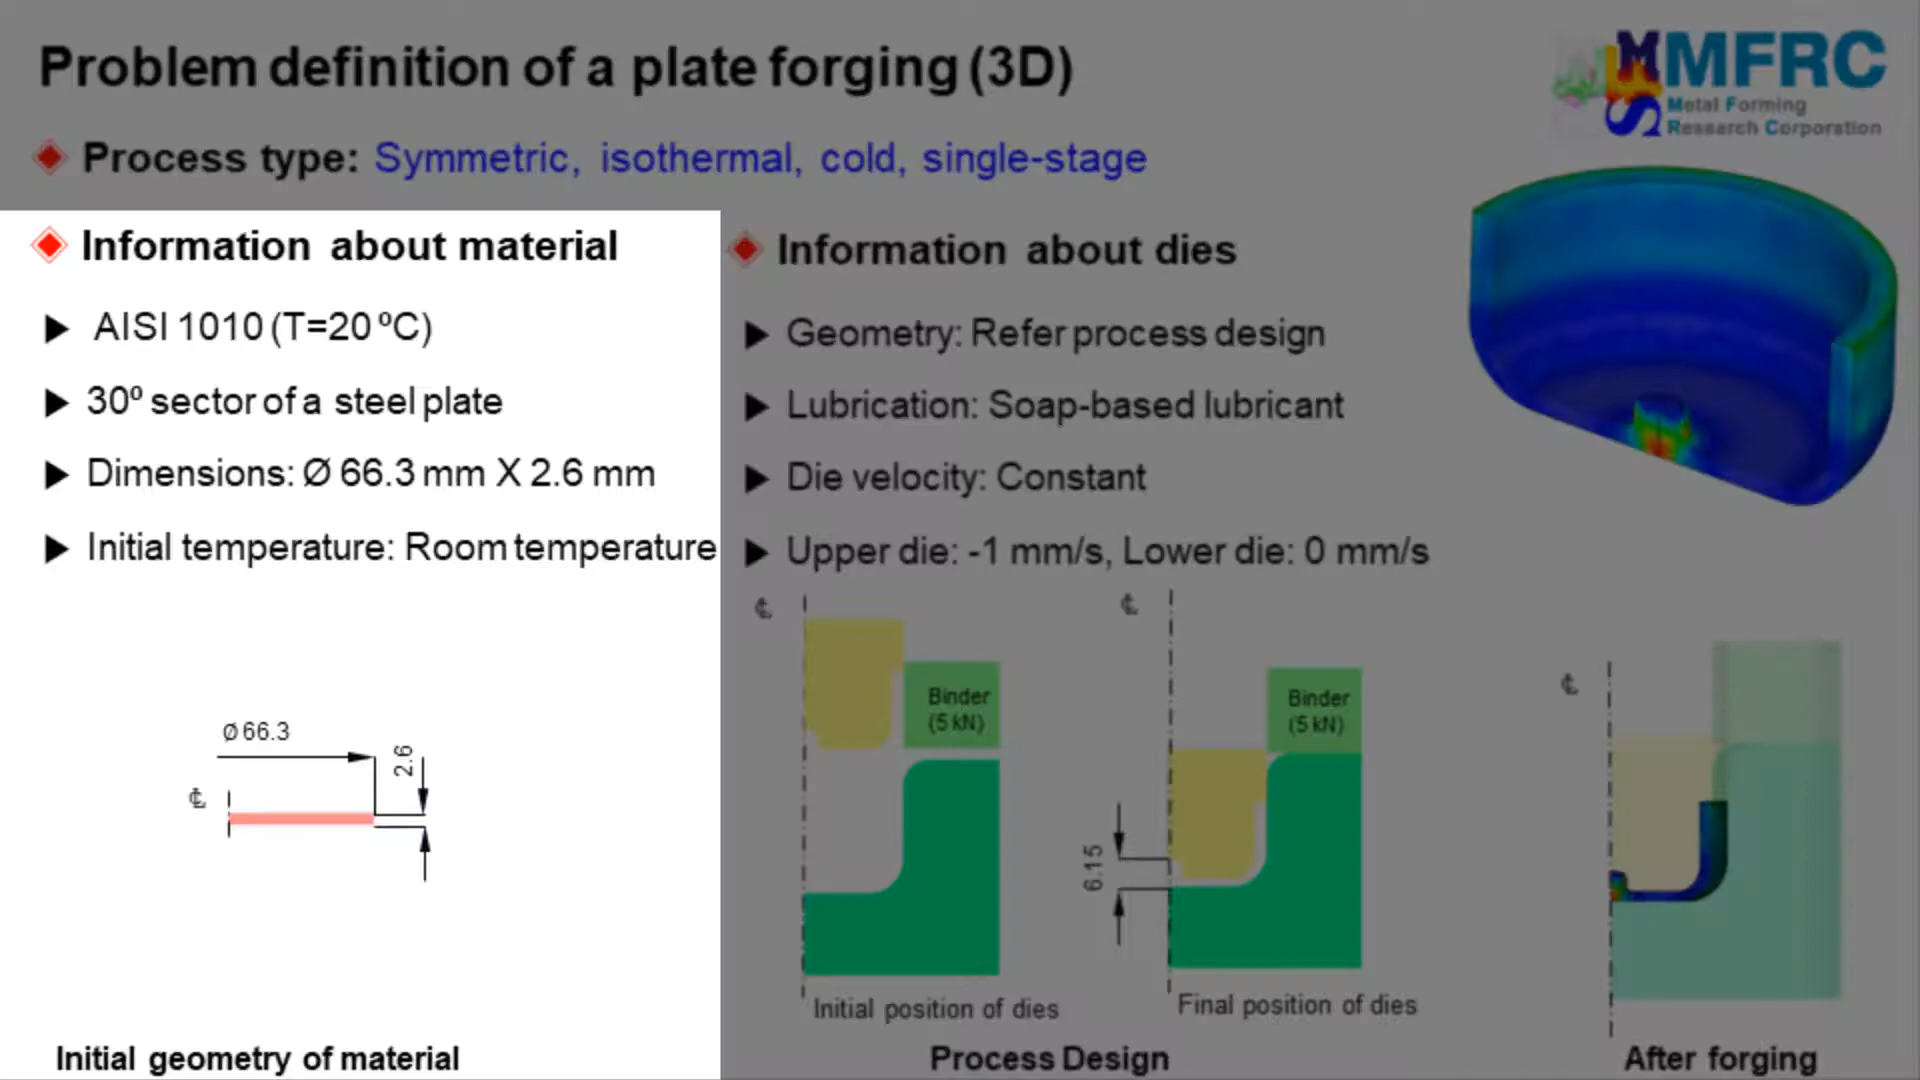 Problem definition of a plate forging (3D)
MFRC
Metal Forming
Research Corporation
Process type: Symmetric, isothermal, cold, single-stage
Information about material
AISI 1010 (T=20 ºC)
30º sector of a steel plate
Dimensions: Ø 66.3 mm X 2.6 mm
Initial temperature: Room temperature
Ø 66.3
2.6
℄
Initial geometry of material
Information about dies
Geometry: Refer process design
Lubrication: Soap-based lubricant
Die velocity: Constant
Upper die: -1 mm/s, Lower die: 0 mm/s
℄
Binder
(5 kN)
Initial position of dies
℄
Binder
(5 kN)
6.15
Final position of dies
Process Design
℄
After forging